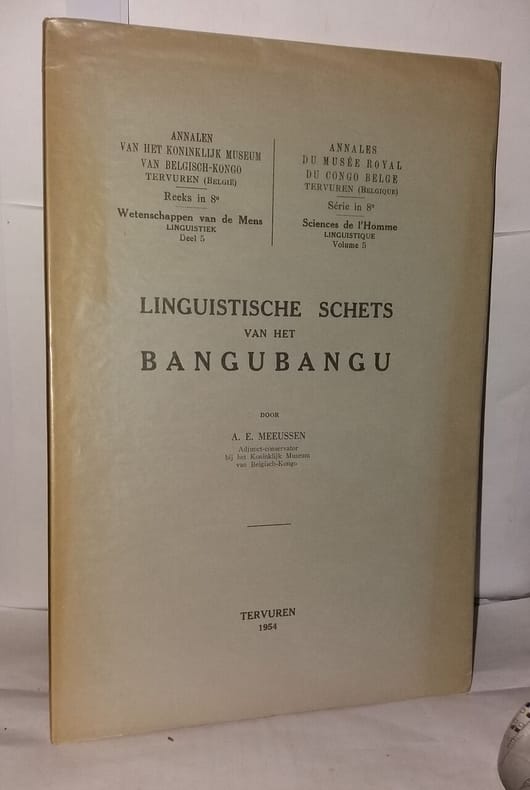 ANNALEN
VAN HET KONINKLIJK MUSEUM
VAN BELGISCH-KONGO
TERVUREN (BELGIË)
Reeks in 8°
Wetenschappen van de Mens
LINGUISTIEK
Deel 5
ANNALES
DU MUSÉE ROYAL
DU CONGO BELGE
TERVUREN (BELGIQUE)
Série in 8°
Sciences de l'Homme
LINGUISTIQUE
Volume 5
LINGUISTISCHE SCHETS
VAN HET
BANGUBANGU
DOOR
A. E. MEEUSSEN
Adjunct-conservator
bij het Koninklijk Museum
van Belgisch-Kongo
TERVUREN
1954